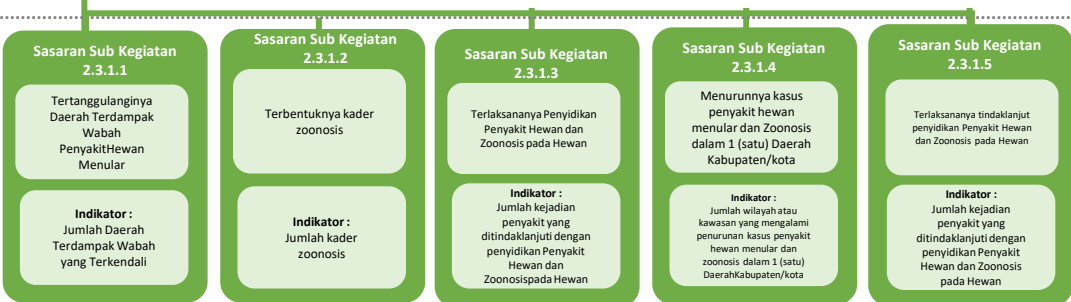 Sasaran Sub Kegiatan
2.3.1.1
Tertanggulanginya
Daerah Terdampak
Wabah
PenyakitHewan
Menular
Indikator :
Jumlah Daerah
Terdampak Wabah
yang Terkendali
Sasaran Sub Kegiatan
2.3.1.2
Terbentuknya kader
zoonosis
Indikator :
Jumlah kader
zoonosis
Sasaran Sub Kegiatan
2.3.1.3
Terlaksananya Penyidikan
Penyakit Hewan dan
Zoonosis pada Hewan
Indikator :
Jumlah kejadian
penyakit yang
ditindaklanjuti dengan
penyidikan Penyakit
Hewan dan
Zoonosispada Hewan
Sasaran Sub Kegiatan
2.3.1.4
Menurunnya kasus
penyakit hewan
menular dan Zoonosis
dalam 1 (satu) Daerah
Kabupaten/kota
Indikator :
Jumlah wilayah atau
kawasan yang mengalami
penurunan kasus penyakit
hewan menular dan
zoonosis dalam 1 (satu)
DaerahKabupaten/kota
Sasaran Sub Kegiatan
2.3.1.5
Terlaksananya tindaklanjut
penyidikan Penyakit Hewan
dan Zoonosis pada Hewan
Indikator :
Jumlah kejadian
penyakit yang
ditindaklanjuti dengan
penyidikan Penyakit
Hewan dan Zoonosis
pada Hewan